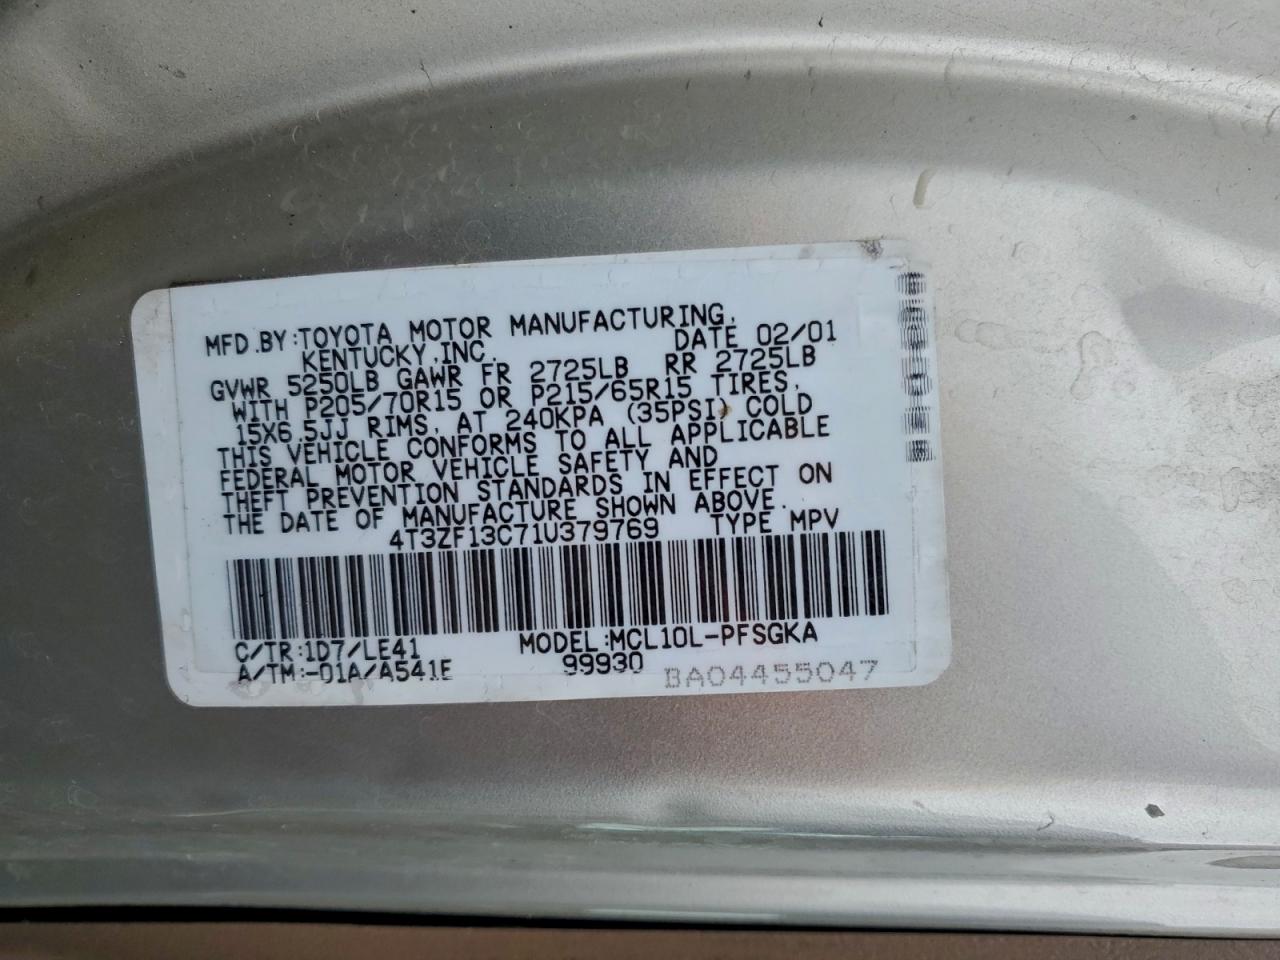 MFD.BY:TOYOTA MOTOR MANUFACTURING,
KENTUCKY,INC. DATE 02/01
GVWR 5250LB GAWR FR 2725LB RR 2725LB
WITH P205/70R15 OR P215/65R15 TIRES,
15X6.5JJ RIMS, AT 240KPA (35PSI) COLD
THIS VEHICLE CONFORMS TO ALL APPLICABLE
FEDERAL MOTOR VEHICLE SAFETY AND
THEFT PREVENTION STANDARDS IN EFFECT ON
THE DATE OF MANUFACTURE SHOWN ABOVE.
4T3ZF13C71U379769 TYPE MPV
C/TR:1D7/LE41 MODEL:MCL10L-PFSGKA
A/TM:-01A/A541E 99930 BA04455047